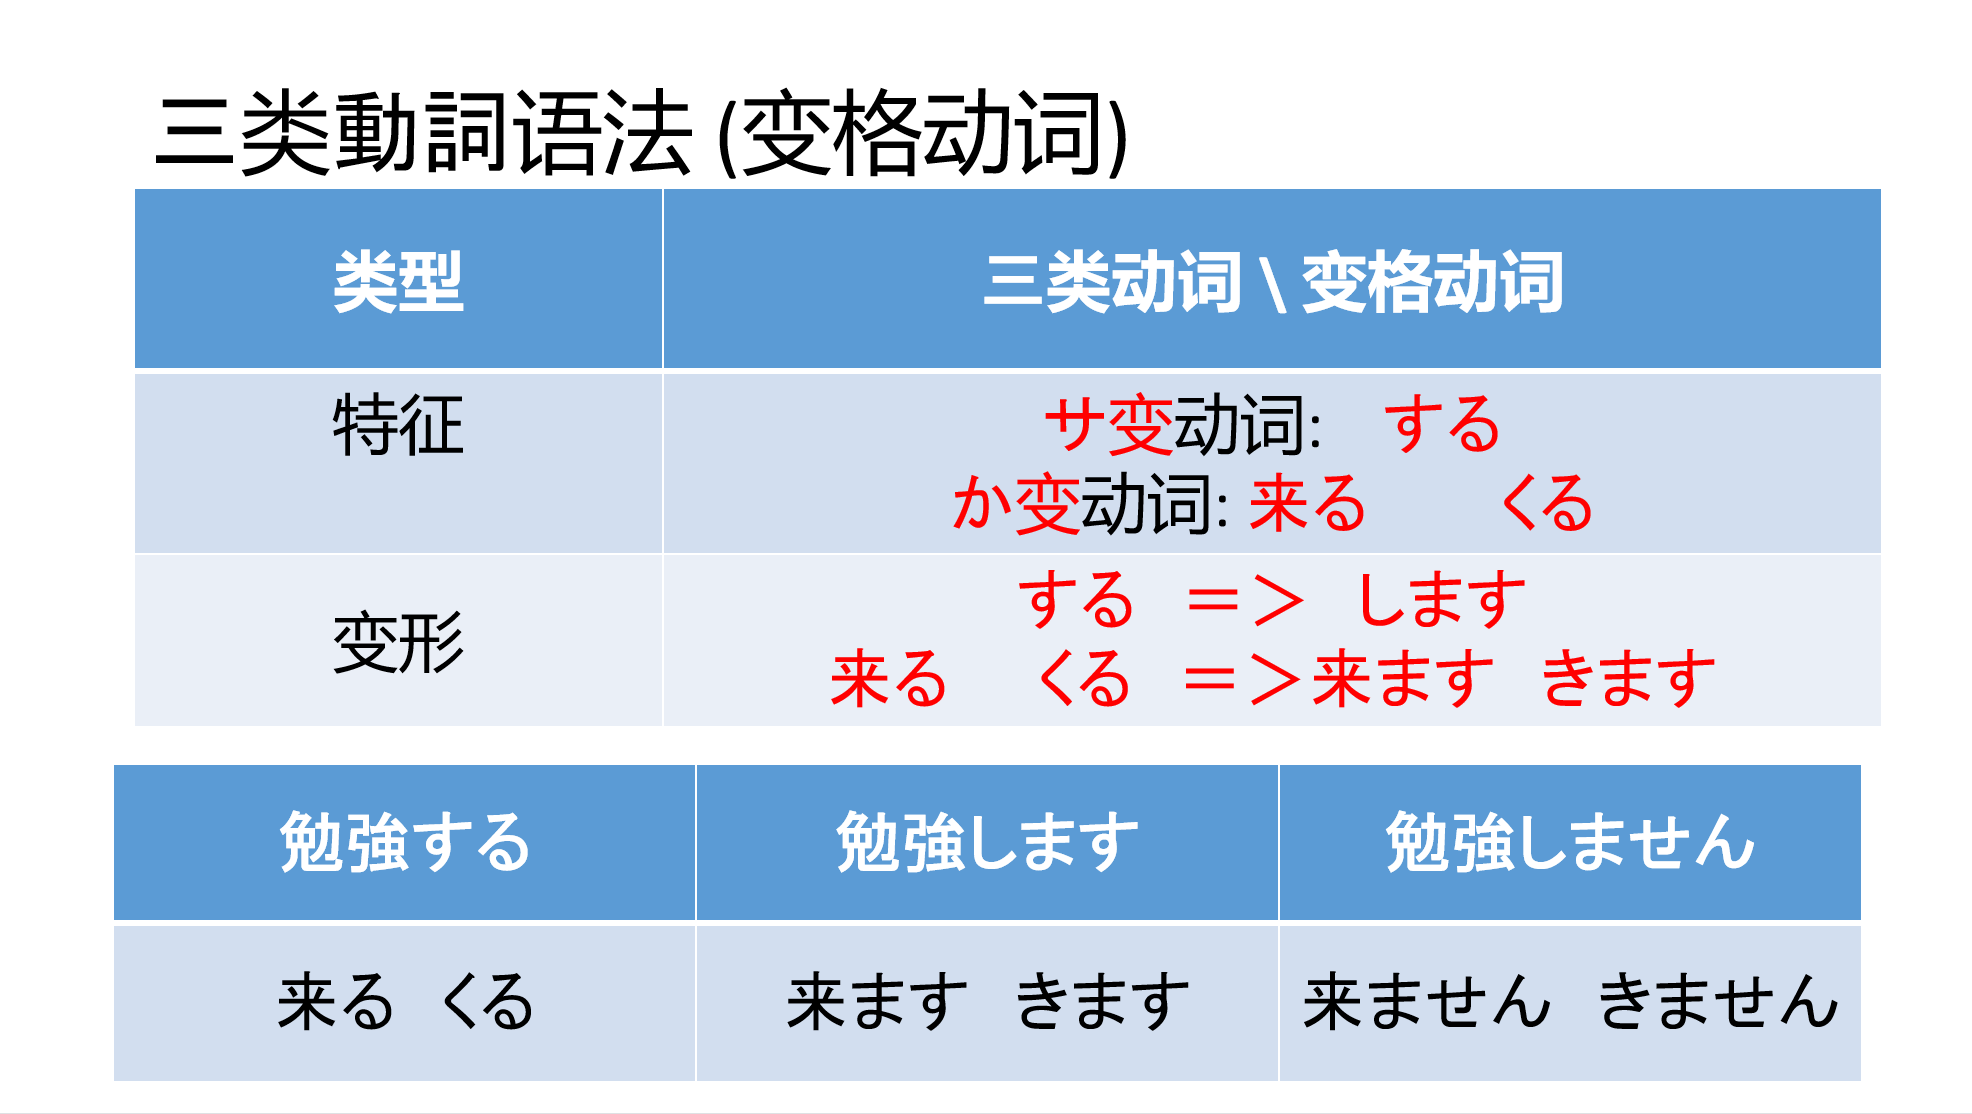 三类動詞语法 (变格动词)
类型
三类动词 \ 变格动词
特征
サ变动词:　する
か变动词: 来る　　くる
变形
する　＝＞　します
来る　 くる　＝＞来ます　きます
勉強する
勉強します
勉強しません
来る　くる
来ます　きます
来ません　きません